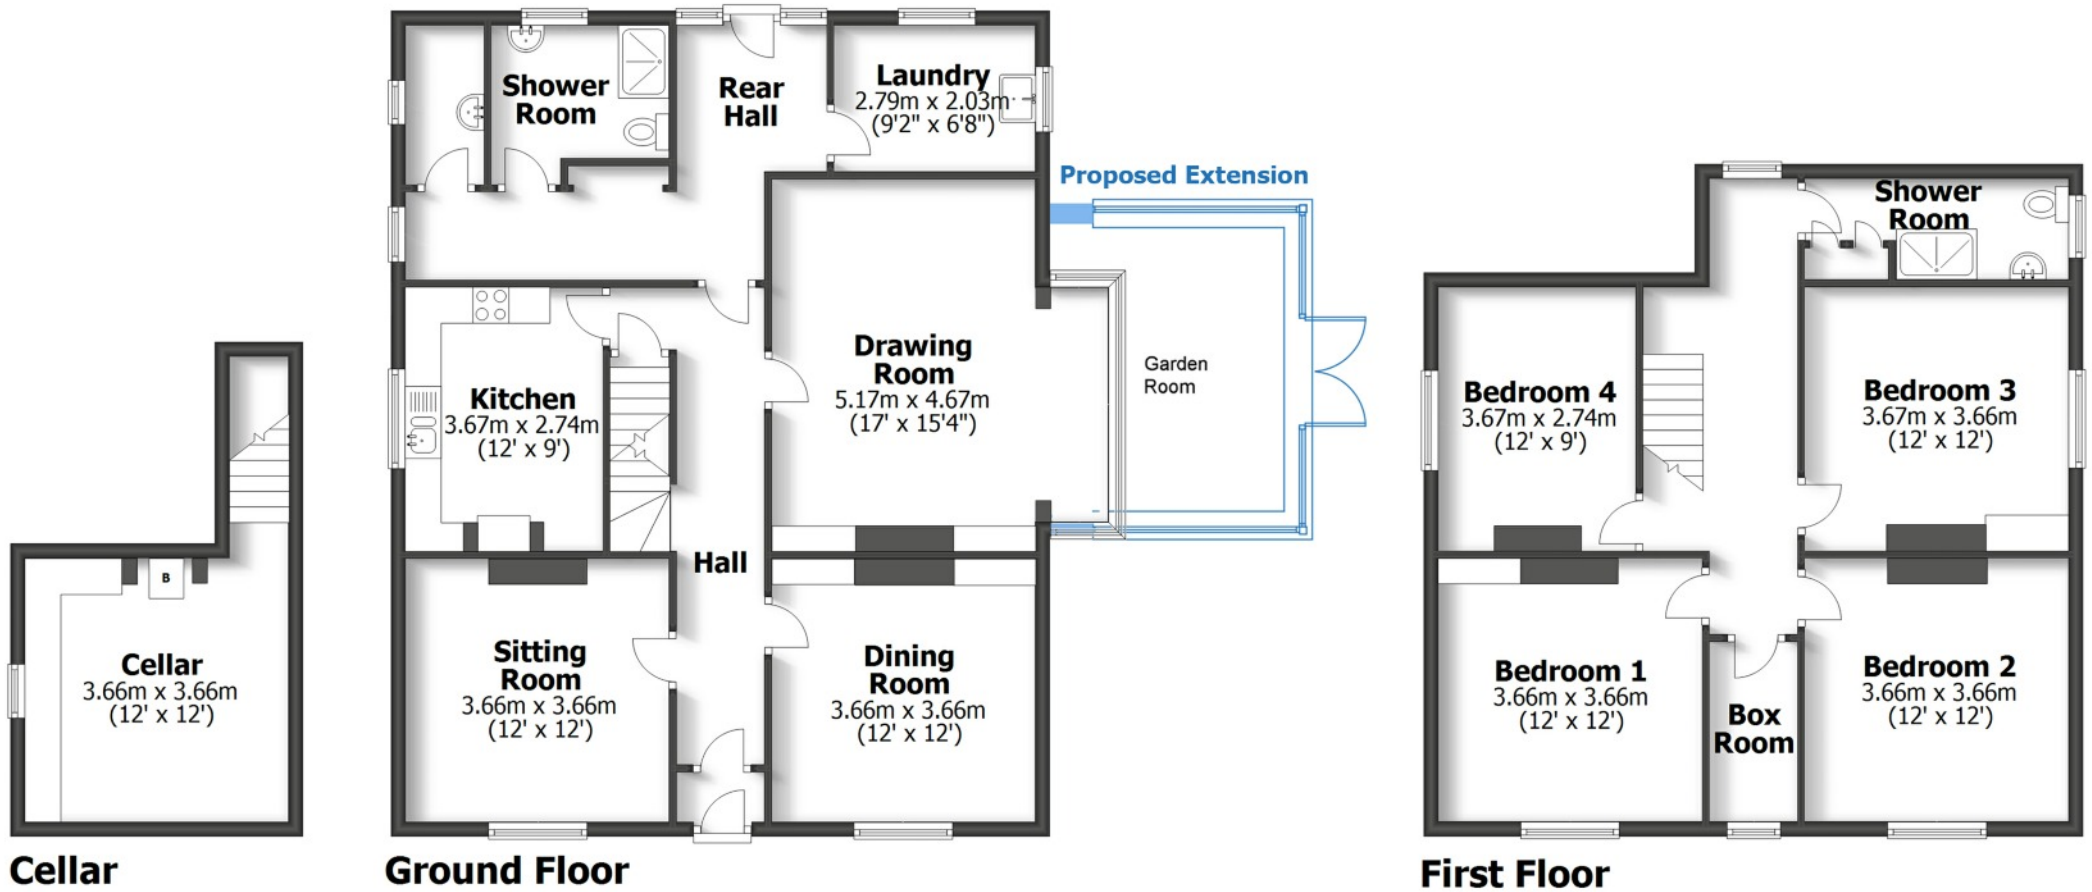 Cellar
3.66m x 3.66m
(12' x 12')
B
Cellar
Shower
Room
Rear
Hall
Laundry
2.79m x 2.03m
(9'2" x 6'8")
Proposed Extension
Drawing
Room
5.17m x 4.67m
(17' x 15'4")
Garden
Room
Kitchen
3.67m x 2.74m
(12' x 9')
Hall
Sitting
Room
3.66m x 3.66m
(12' x 12')
Dining
Room
3.66m x 3.66m
(12' x 12')
Ground Floor
Shower
Room
Bedroom 4
3.67m x 2.74m
(12' x 9')
Bedroom 3
3.67m x 3.66m
(12' x 12')
Bedroom 1
3.66m x 3.66m
(12' x 12')
Box
Room
Bedroom 2
3.66m x 3.66m
(12' x 12')
First Floor